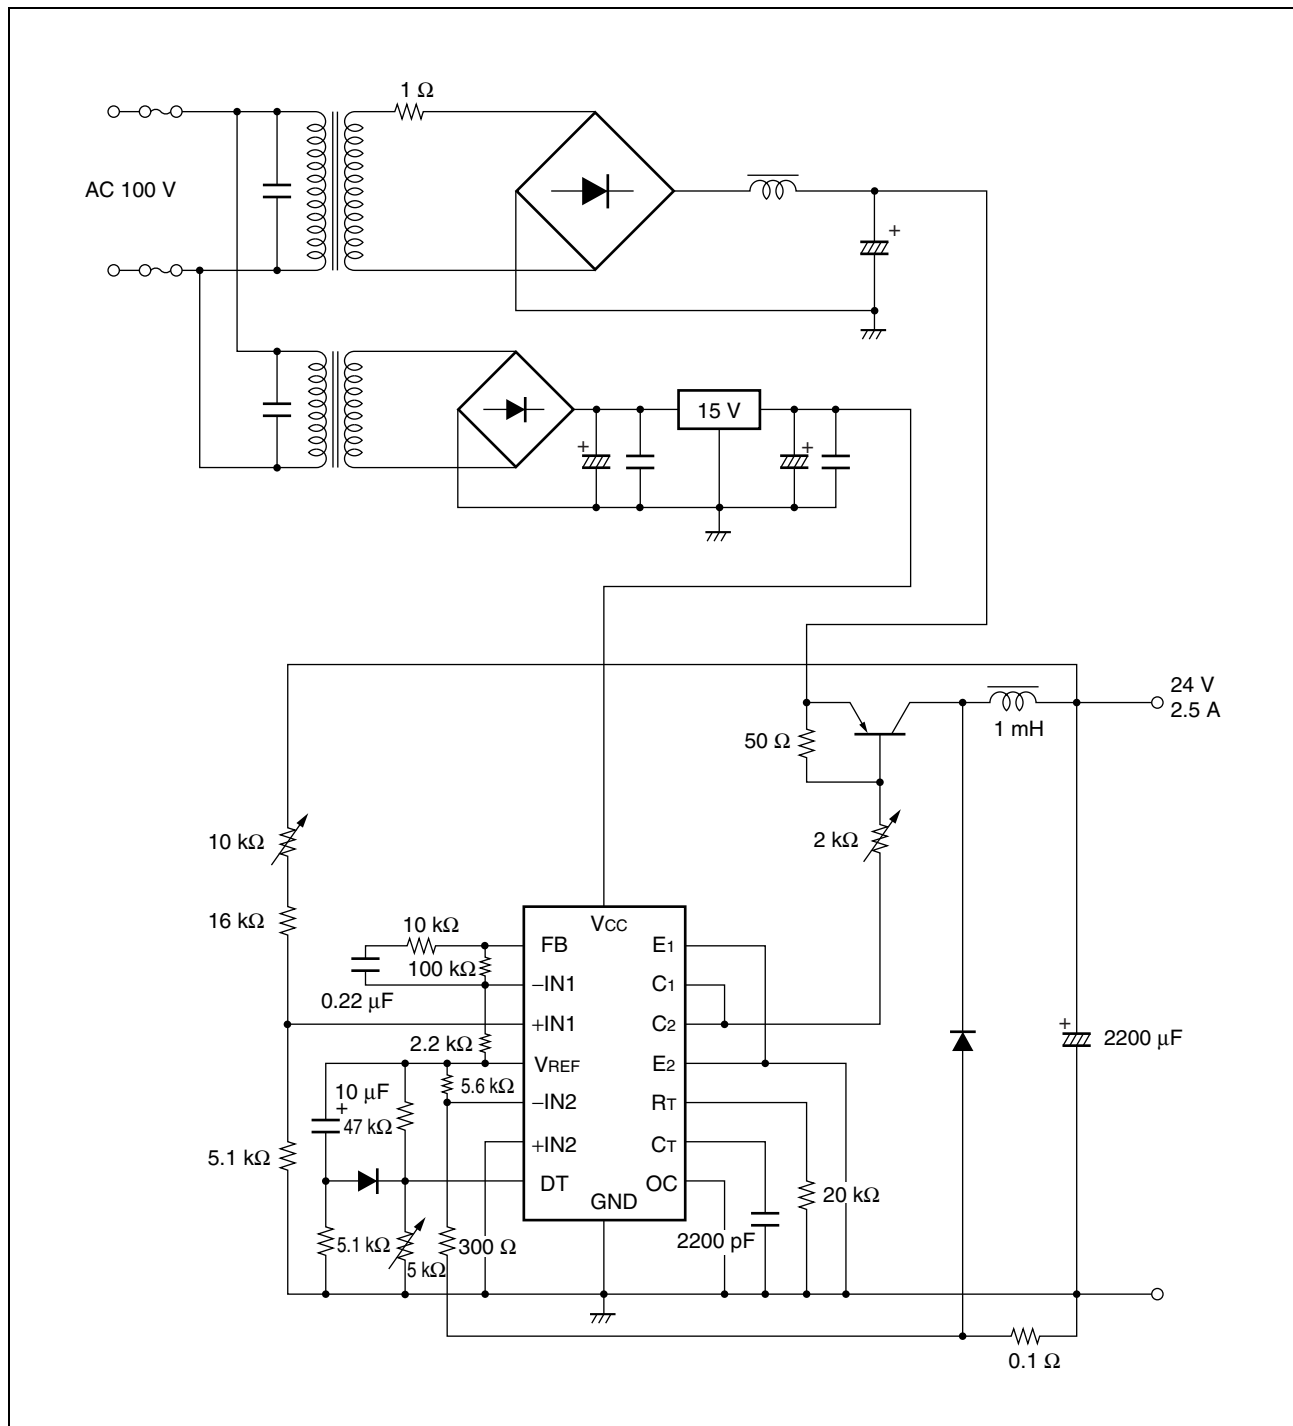 1 Ω
AC 100 V
15 V
24 V
2.5 A
1 mH
50 Ω
10 kΩ
2 kΩ
16 kΩ
10 kΩ
100 kΩ
0.22 μF
2.2 kΩ
VCC
FB
E1
−IN1
C1
+IN1
C2
VREF
E2
−IN2
RT
+IN2
CT
DT
OC
GND
5.6 kΩ
10 μF
+
47 kΩ
5.1 kΩ
5.1 kΩ
5 kΩ
300 Ω
2200 pF
20 kΩ
+
2200 μF
0.1 Ω
+
+
+